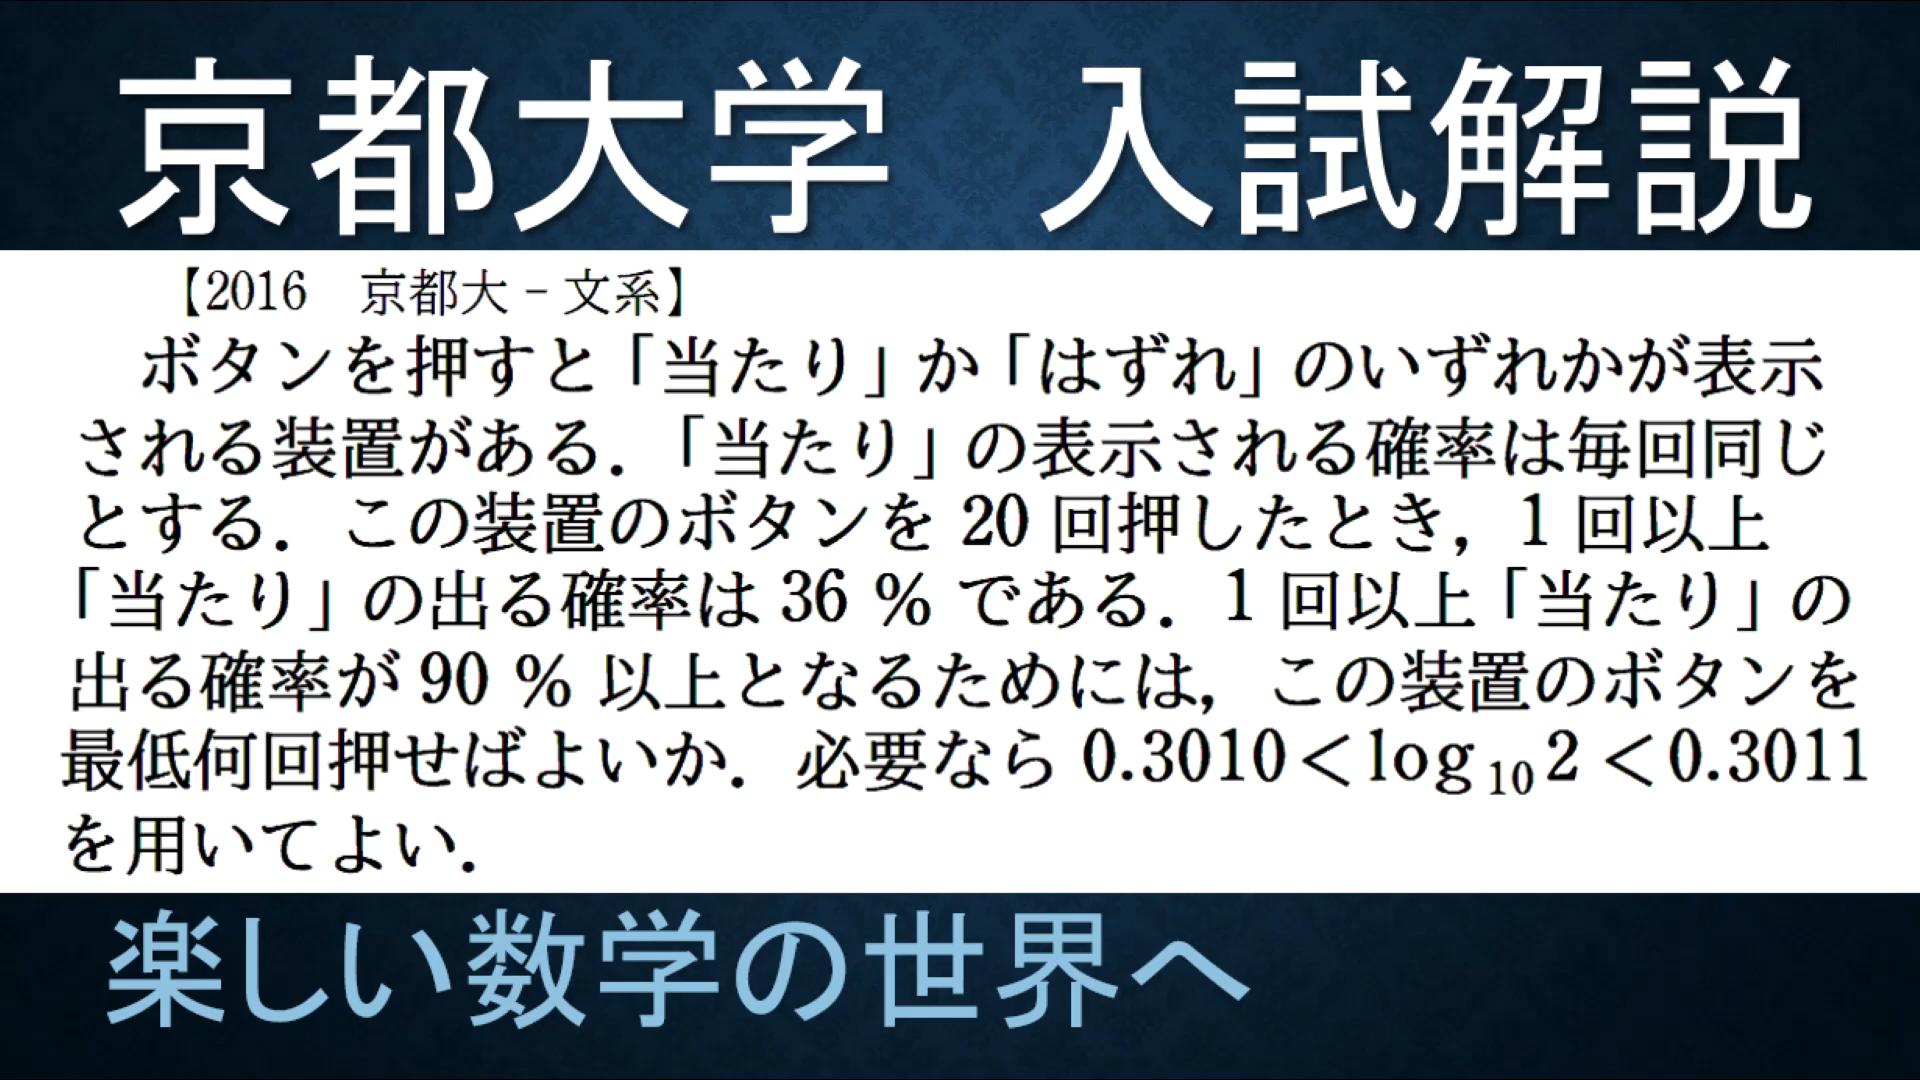 京都大学　入試解説
【2016　京都大－文系】
ボタンを押すと「当たり」か「はずれ」のいずれかが表示
される装置がある．「当たり」の表示される確率は毎回同じ
とする．この装置のボタンを 20 回押したとき，1 回以上
「当たり」の出る確率は 36 % である．1 回以上「当たり」の
出る確率が 90 % 以上となるためには，この装置のボタンを
最低何回押せばよいか．必要なら 0.3010＜log₁₀2＜0.3011
を用いてよい．
楽しい数学の世界へ